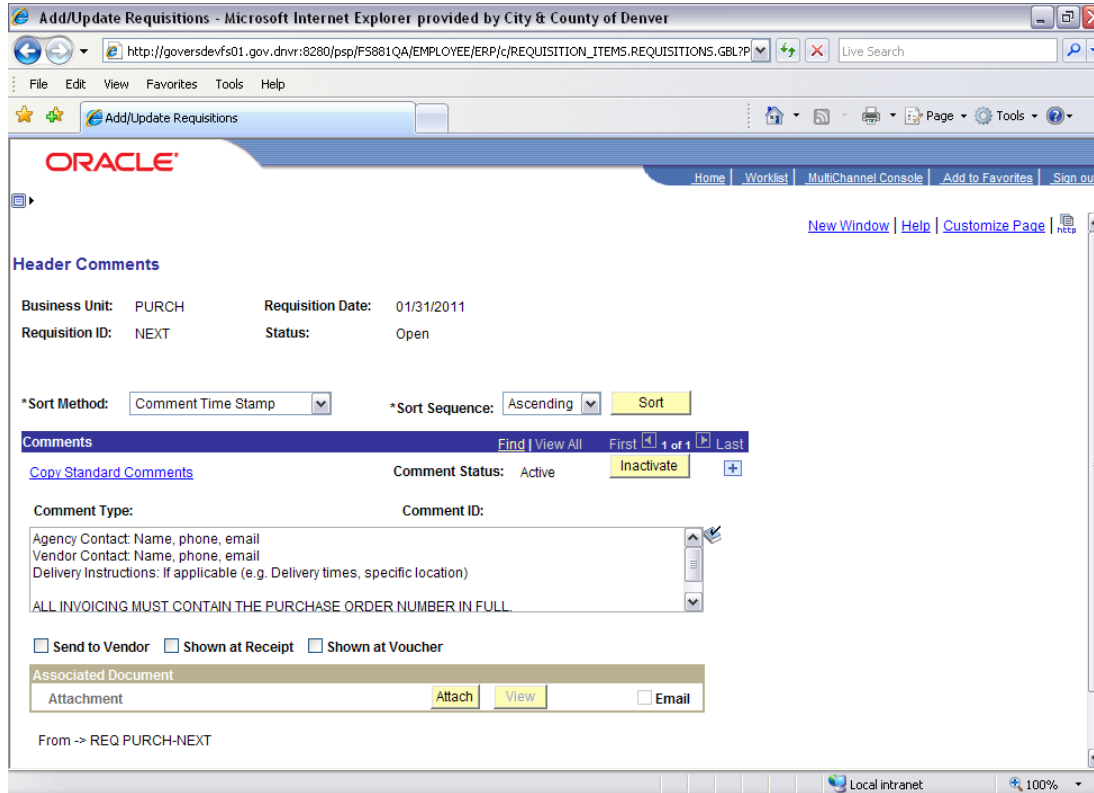 Add/Update Requisitions - Microsoft Internet Explorer provided by City & County of Denver
http://goversdevfs01.gov.dnvr:8280/psp/FS881QA/EMPLOYEE/ERP/c/REQUISITION_ITEMS.REQUISITIONS.GBL?P Live Search
File Edit View Favorites Tools Help
Add/Update Requisitions Page Tools
ORACLE
Home | Worklist | MultiChannel Console | Add to Favorites | Sign ou
New Window | Help | Customize Page | http
Header Comments
Business Unit: PURCH Requisition Date: 01/31/2011
Requisition ID: NEXT Status: Open
*Sort Method: Comment Time Stamp *Sort Sequence: Ascending Sort
Comments Find | View All First 1 of 1 Last
Copy Standard Comments Comment Status: Active Inactivate
Comment Type: Comment ID:
Agency Contact: Name, phone, email
Vendor Contact: Name, phone, email
Delivery Instructions: If applicable (e.g. Delivery times, specific location)
ALL INVOICING MUST CONTAIN THE PURCHASE ORDER NUMBER IN FULL.
Send to Vendor Shown at Receipt Shown at Voucher
Associated Document
Attachment Attach View Email
From -> REQ PURCH-NEXT
Local intranet 100%